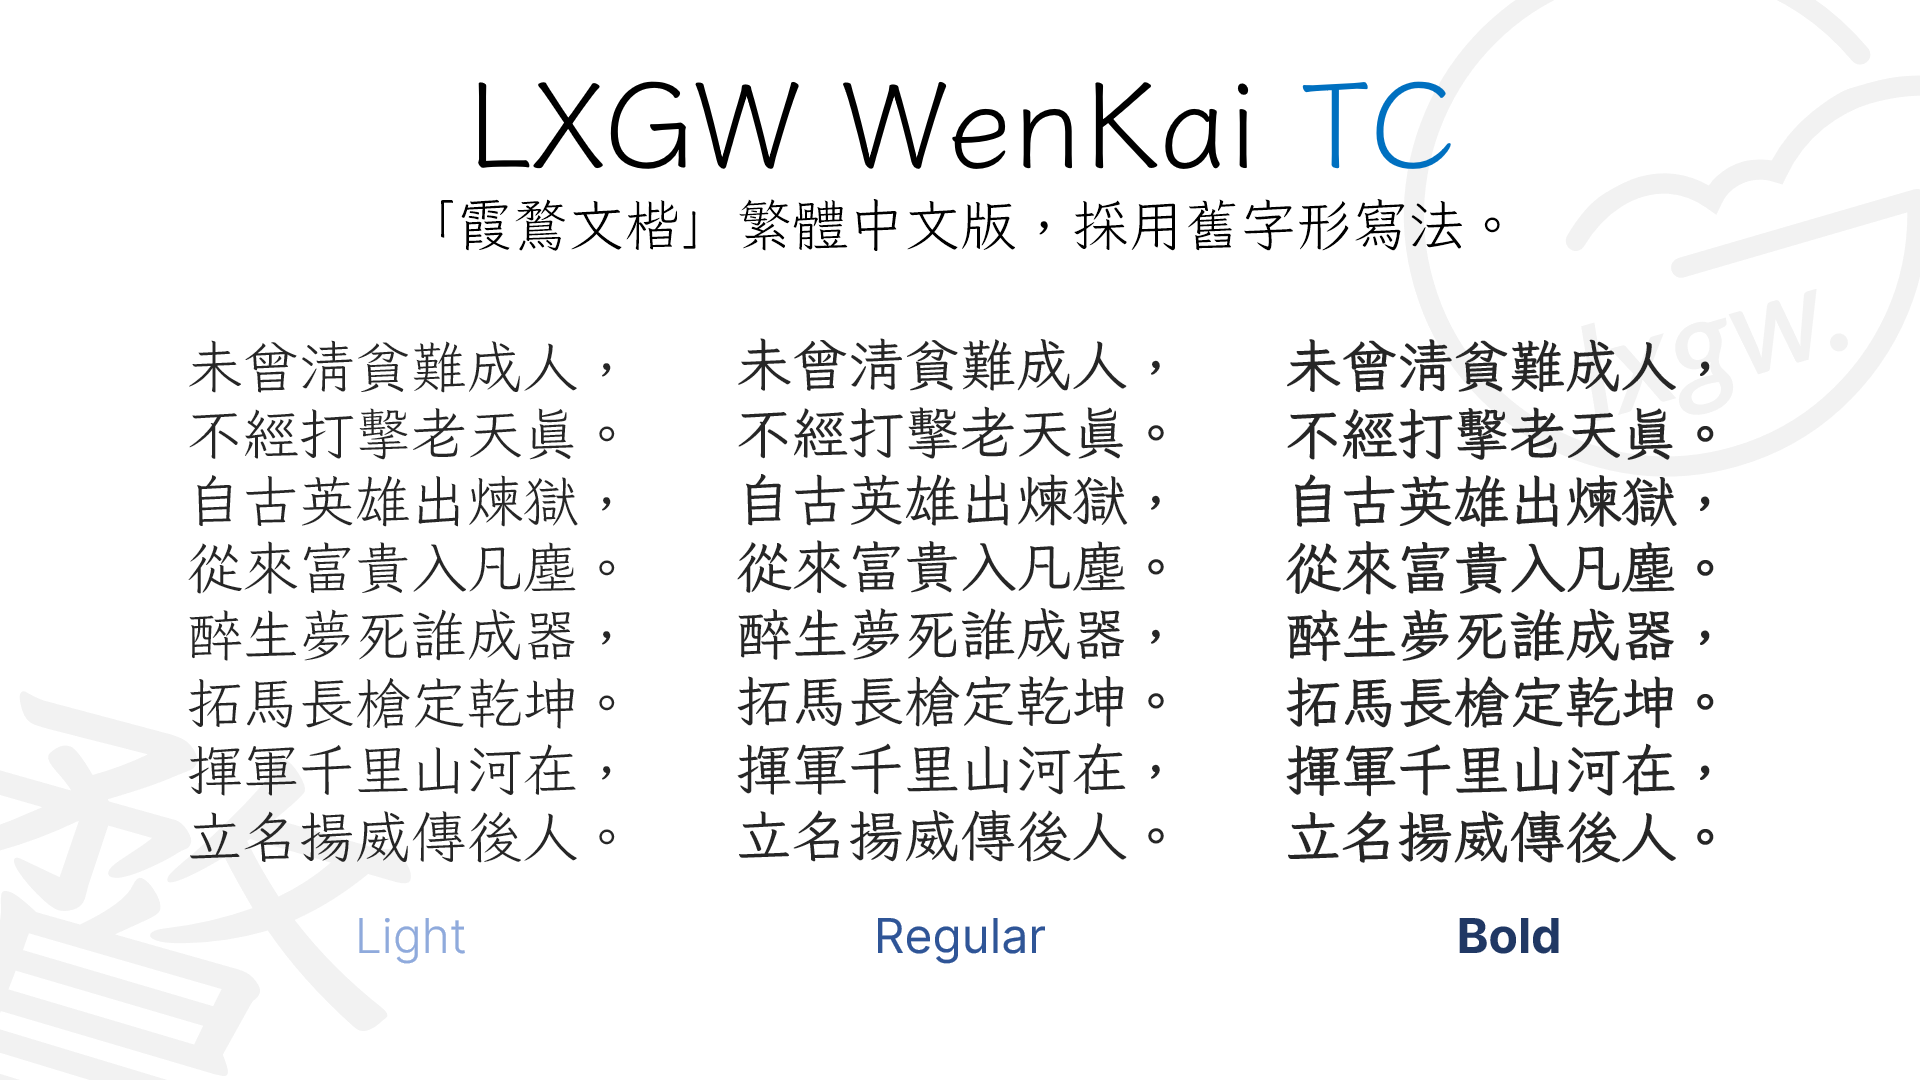 LXGW WenKai TC
「霞鶩文楷」繁體中文版，採用舊字形寫法。
未曾淸貧難成人，
不經打擊老天眞。
自古英雄出煉獄，
從來富貴入凡塵。
醉生夢死誰成器，
拓馬長槍定乾坤。
揮軍千里山河在，
立名揚威傳後人。
Light
未曾淸貧難成人，
不經打擊老天眞。
自古英雄出煉獄，
從來富貴入凡塵。
醉生夢死誰成器，
拓馬長槍定乾坤。
揮軍千里山河在，
立名揚威傳後人。
Regular
未曾淸貧難成人，
不經打擊老天眞。
自古英雄出煉獄，
從來富貴入凡塵。
醉生夢死誰成器，
拓馬長槍定乾坤。
揮軍千里山河在，
立名揚威傳後人。
Bold
lxgw.